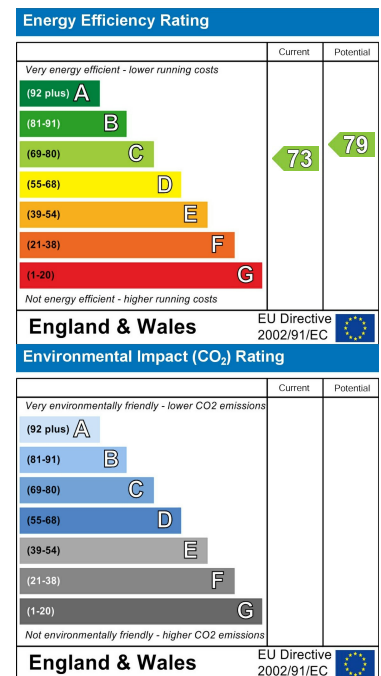 Energy Efficiency Rating
Current Potential
Very energy efficient - lower running costs
(92 plus) A
(81-91) B
(69-80) C
(55-68) D
(39-54) E
(21-38) F
(1-20) G
73 79
Not energy efficient - higher running costs
England & Wales
EU Directive
2002/91/EC
Environmental Impact (CO₂) Rating
Current Potential
Very environmentally friendly - lower CO2 emissions
(92 plus) A
(81-91) B
(69-80) C
(55-68) D
(39-54) E
(21-38) F
(1-20) G
Not environmentally friendly - higher CO2 emissions
England & Wales
EU Directive
2002/91/EC